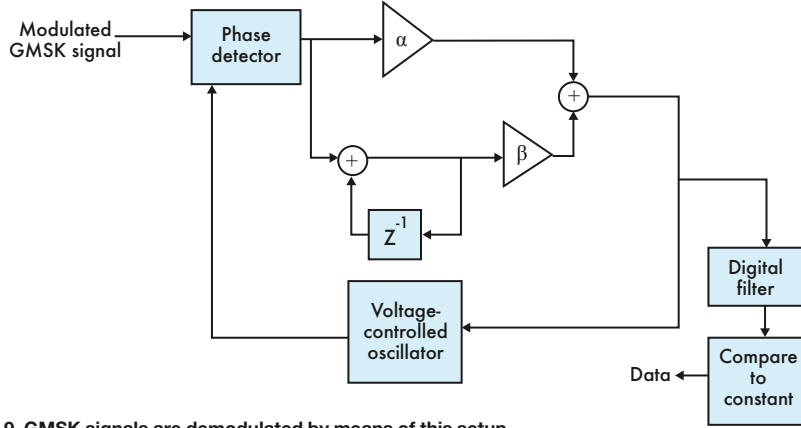 Modulated
GMSK signal
Phase
detector
α
+
+
β
Z-1
Voltage-
controlled
oscillator
Digital
filter
Compare
to
constant
Data
9. GMSK signals are demodulated by means of this setup